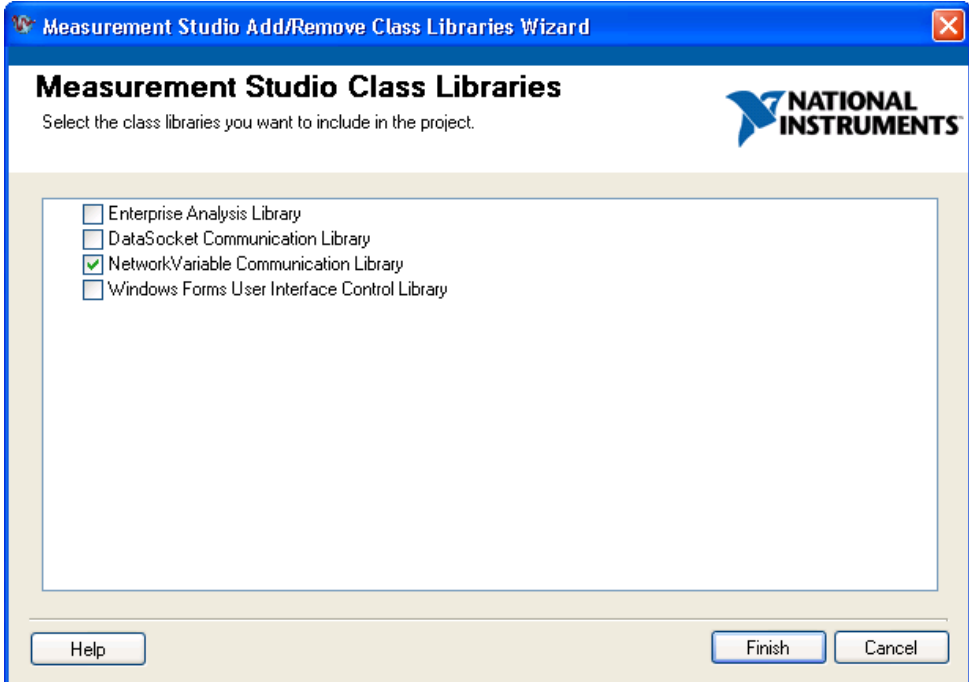 Measurement Studio Add/Remove Class Libraries Wizard
Measurement Studio Class Libraries
Select the class libraries you want to include in the project.
NATIONAL
INSTRUMENTS
Enterprise Analysis Library
DataSocket Communication Library
NetworkVariable Communication Library
Windows Forms User Interface Control Library
Help
Finish
Cancel